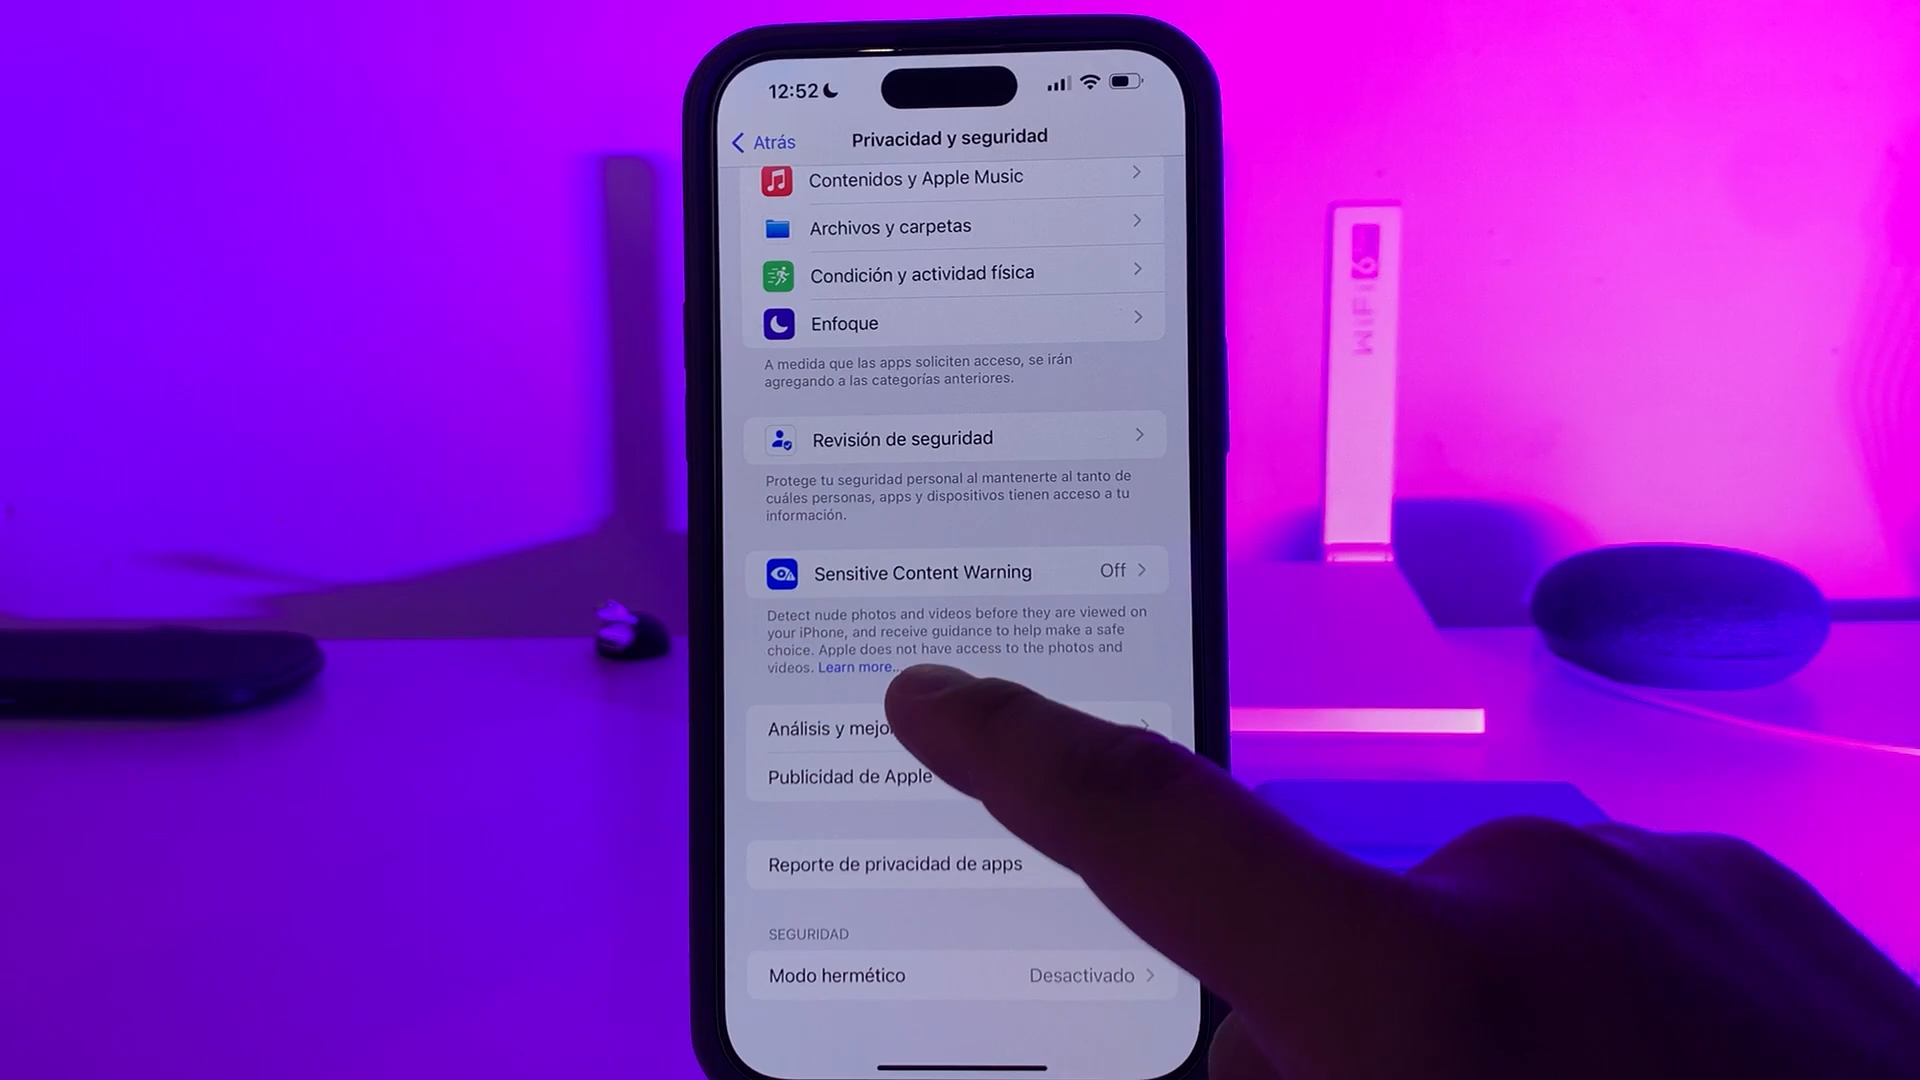 12:52
Atrás
Privacidad y seguridad
Contenidos y Apple Music
Archivos y carpetas
Condición y actividad física
Enfoque
A medida que las apps soliciten acceso, se irán
agregando a las categorías anteriores.
Revisión de seguridad
Protege tu seguridad personal al mantenerte al tanto de
cuáles personas, apps y dispositivos tienen acceso a tu
información.
Sensitive Content Warning Off
Detect nude photos and videos before they are viewed on
your iPhone, and receive guidance to help make a safe
choice. Apple does not have access to the photos and
videos. Learn more...
Análisis y
Publicidad de Apple
Reporte de privacidad de apps
SEGURIDAD
Modo hermético Desactivado
WiFi 6